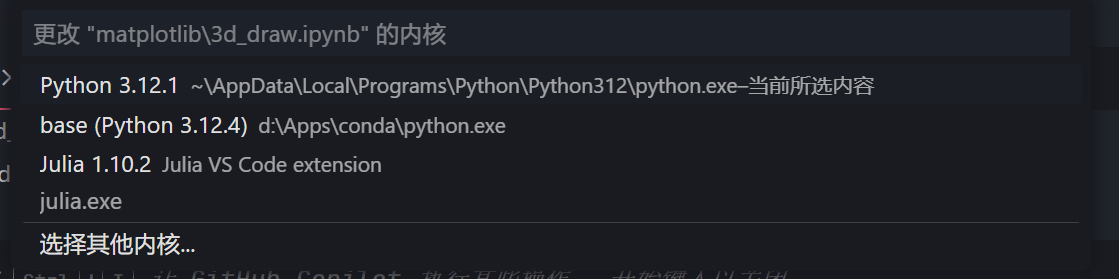 更改 "matplotlib\3d_draw.ipynb" 的内核
Python 3.12.1 ~\AppData\Local\Programs\Python\Python312\python.exe–当前所选内容
base (Python 3.12.4) d:\Apps\conda\python.exe
Julia 1.10.2 Julia VS Code extension
julia.exe
选择其他内核...